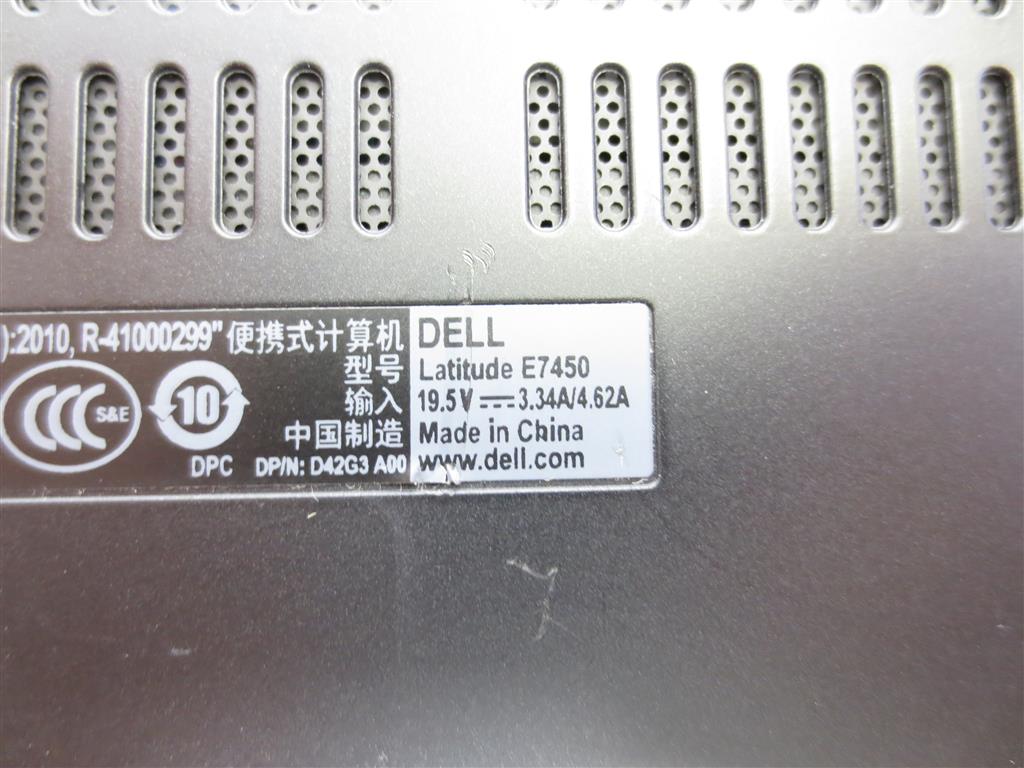 ):2010, R-41000299" 便携式计算机 DELL
型号 Latitude E7450
输入 19.5V ⎓ 3.34A/4.62A
CCC S&E 10 中国制造 Made in China
DPC DP/N: D42G3 A00 www.dell.com